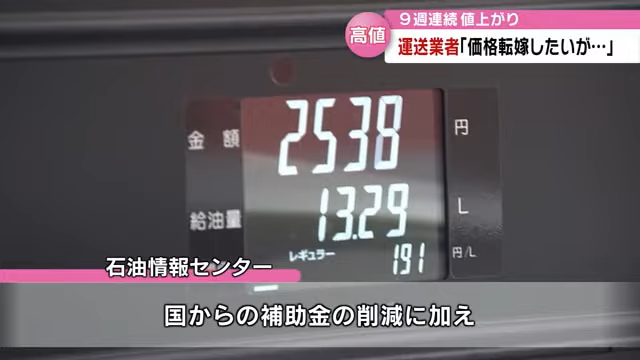 ９週連続 値上がり
高値
運送業者「価格転嫁したいが…」
金額 2538 円
給油量 13.29 L
レギュラー 191 円/L
石油情報センター
国からの補助金の削減に加え